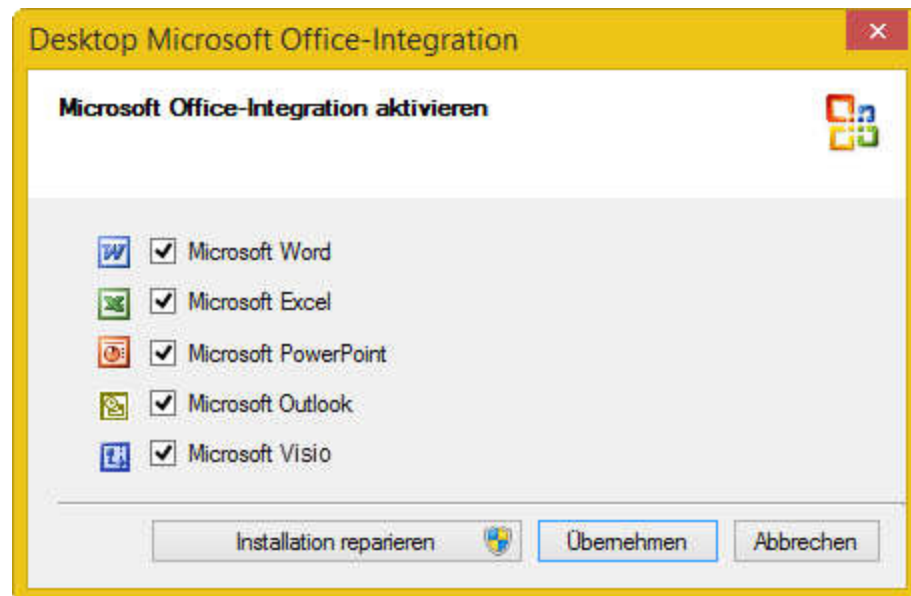 Desktop Microsoft Office-Integration
Microsoft Office-Integration aktivieren
Microsoft Word
Microsoft Excel
Microsoft PowerPoint
Microsoft Outlook
Microsoft Visio
Installation reparieren Übernehmen Abbrechen